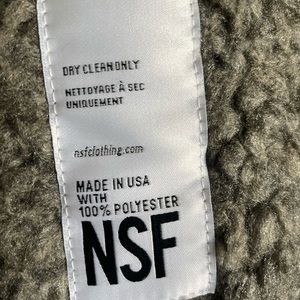 DRY CLEAN ONLY
NETTOYAGE À SEC
UNIQUEMENT
nsfclothing.com
MADE IN USA
WITH
100% POLYESTER
NSF